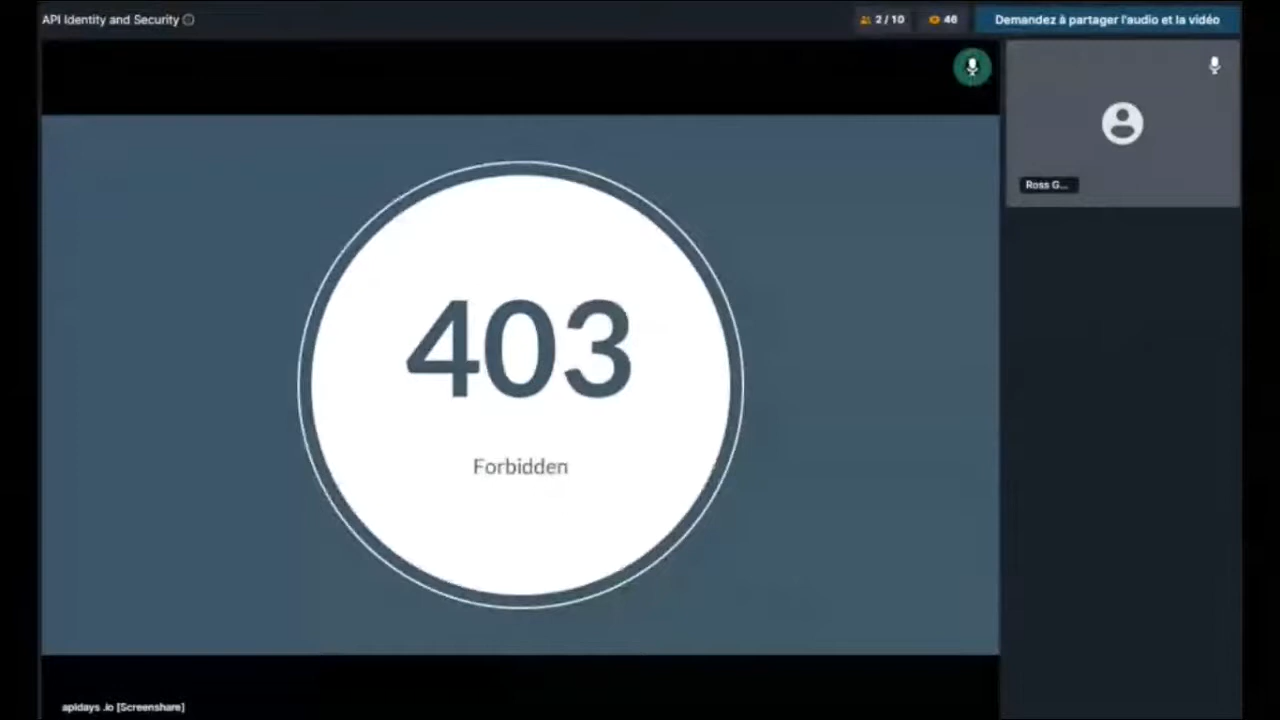 API Identity and Security
2 / 10
46
Demandez à partager l'audio et la vidéo
Ross G...
403
Forbidden
apidays .io [Screenshare]